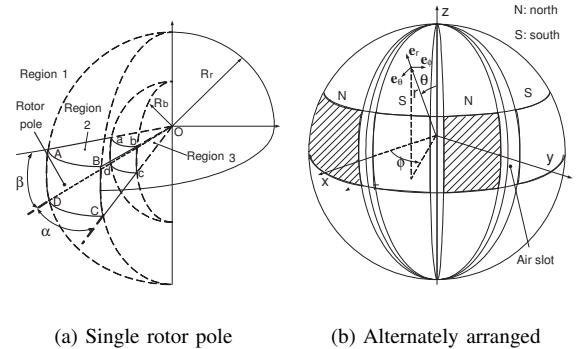 Region 1
Rotor
pole
Region
2
A
B
C
D
a
b
c
d
β
α
R_r
R_b
O
Region 3
(a) Single rotor pole
N: north
S: south
z
e_r
e_ϕ
e_θ
θ
r
N
S
N
S
ϕ
x
y
Air slot
(b) Alternately arranged